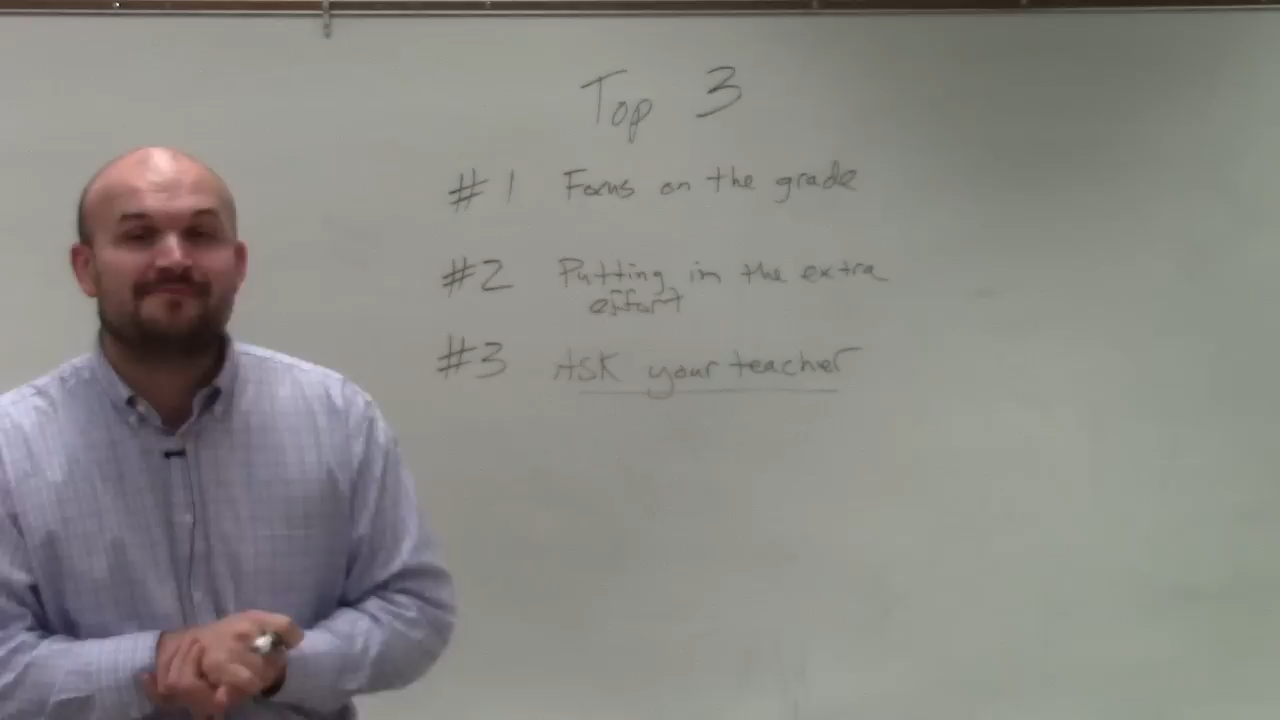 Top 3
#1 Focus on the grade
#2 Putting in the extra
effort
#3 Ask your teacher